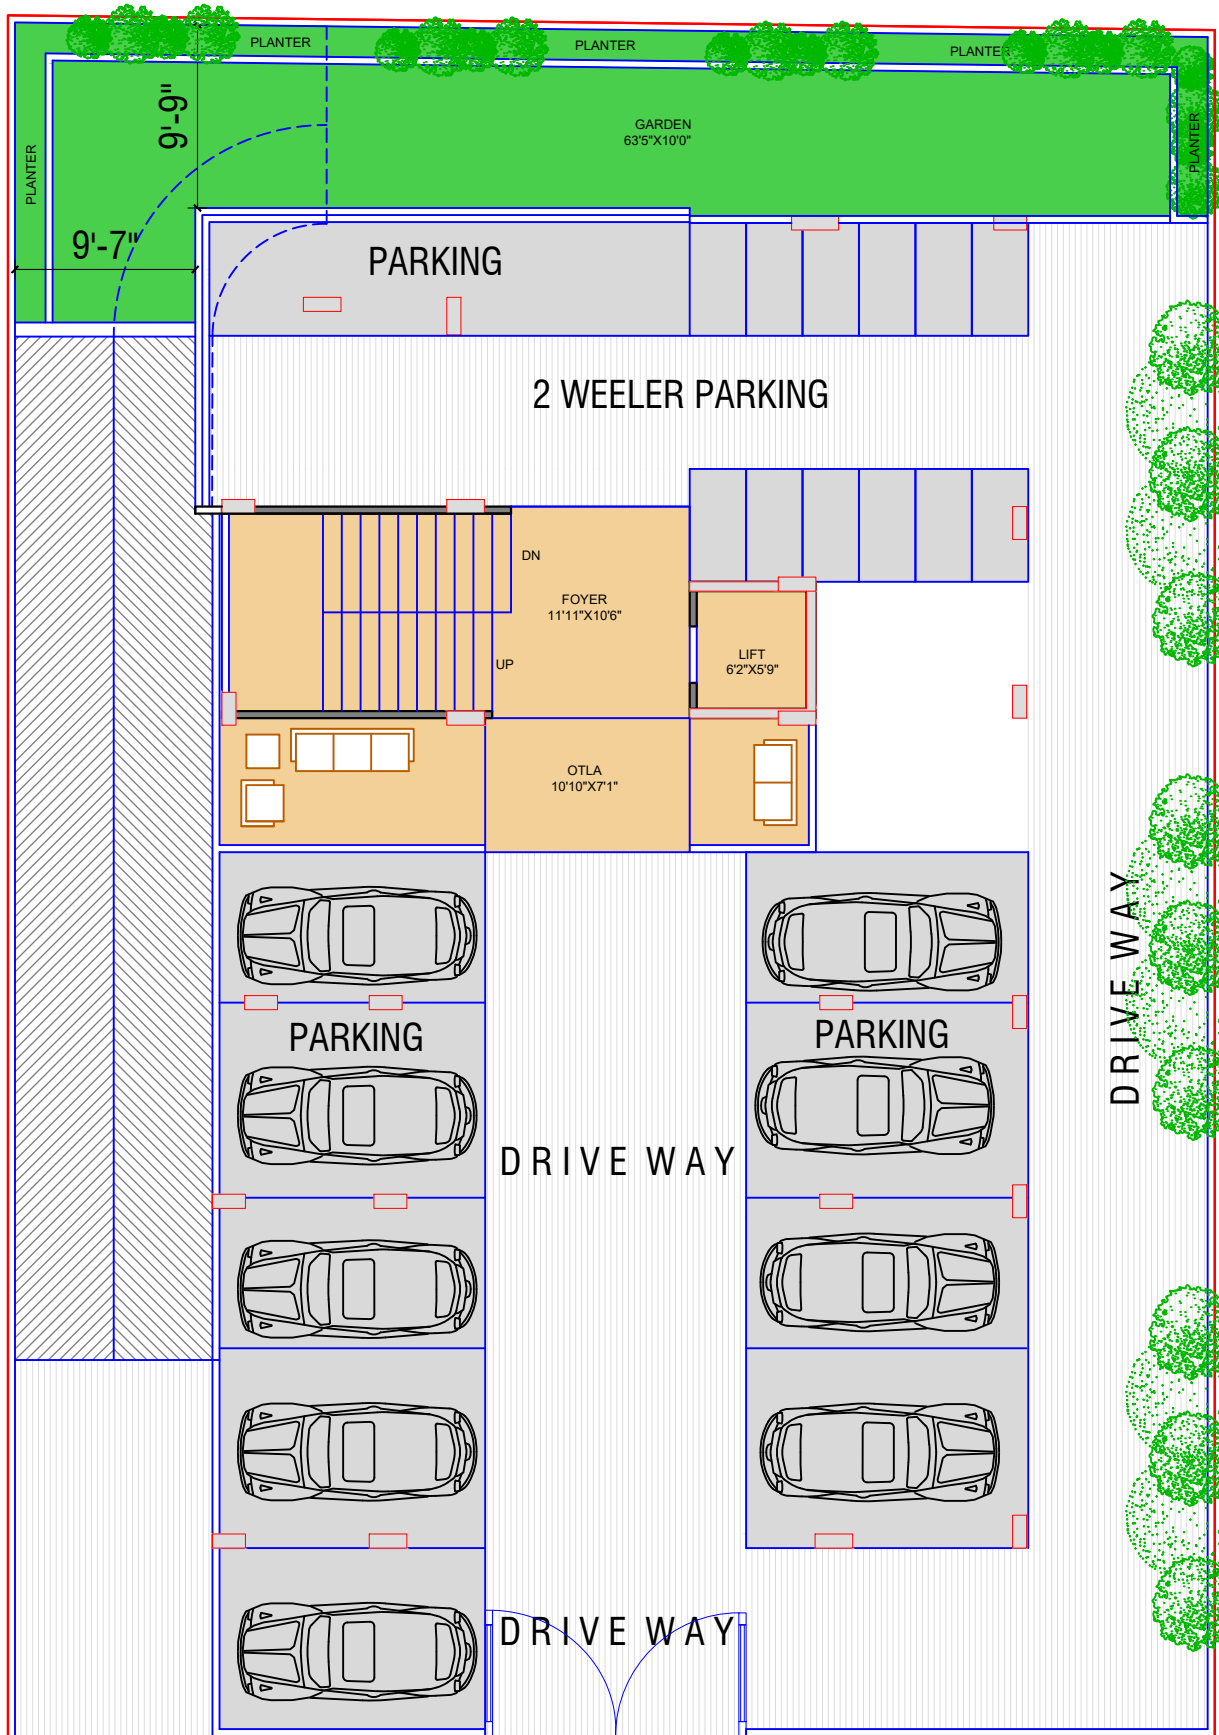 PLANTER
PLANTER
PLANTER
9'-9"
GARDEN
63'5"X10'0"
PLANTER
PLANTER
9'-7"
PARKING
2 WEELER PARKING
DN
FOYER
11'11"X10'6"
UP
LIFT
6'2"X5'9"
OTLA
10'10"X7'1"
DRIVE WAY
PARKING
PARKING
DRIVE WAY
DRIVE WAY